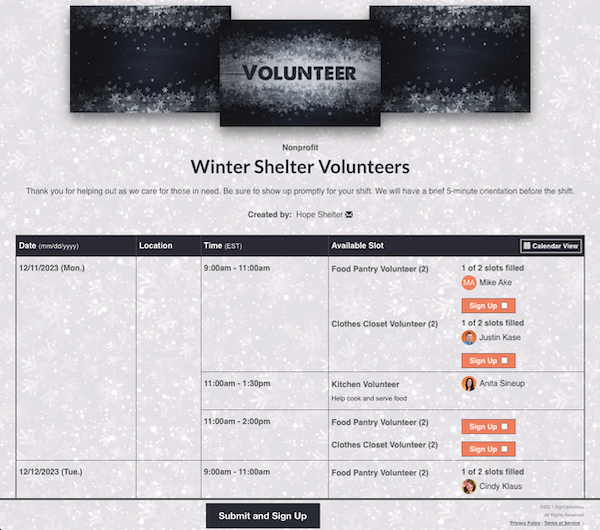 VOLUNTEER
Nonprofit
Winter Shelter Volunteers
Thank you for helping out as we care for those in need. Be sure to show up promptly for your shift. We will have a brief 5-minute orientation before the shift.
Created by: Hope Shelter
Date (mm/dd/yyyy) Location Time (EST) Available Slot Calendar View
12/11/2023 (Mon.) 9:00am - 11:00am Food Pantry Volunteer (2) 1 of 2 slots filled
MA Mike Ake
Sign Up
Clothes Closet Volunteer (2) 1 of 2 slots filled
Justin Kase
Sign Up
11:00am - 1:30pm Kitchen Volunteer Anita Sineup
Help cook and serve food
11:00am - 2:00pm Food Pantry Volunteer (2) Sign Up
Clothes Closet Volunteer (2) Sign Up
12/12/2023 (Tue.) 9:00am - 11:00am Food Pantry Volunteer (2) 1 of 2 slots filled
Cindy Klaus
Submit and Sign Up
SignUpGenius
All Rights Reserved
Privacy Policy | Terms of Service